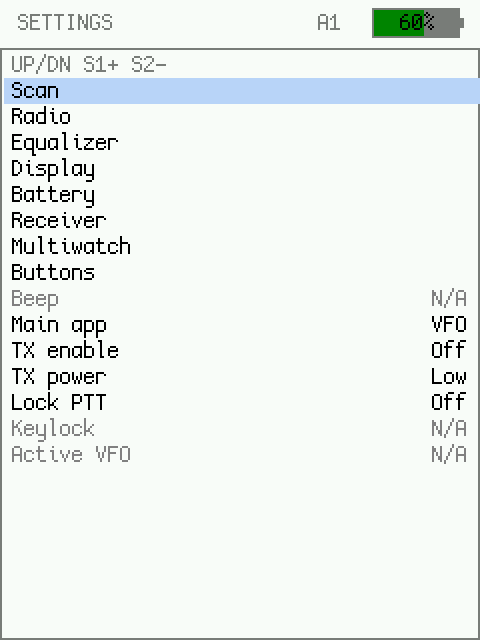 SETTINGS A1 60%
UP/DN S1+ S2-
Scan
Radio
Equalizer
Display
Battery
Receiver
Multiwatch
Buttons
Beep N/A
Main app VFO
TX enable Off
TX power Low
Lock PTT Off
Keylock N/A
Active VFO N/A